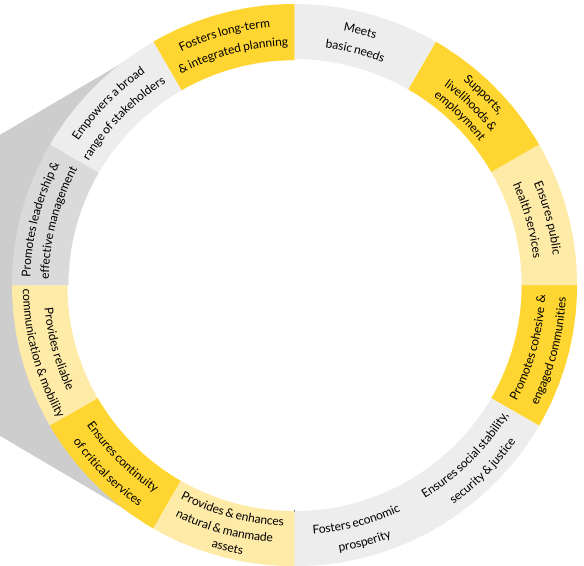 Meets
basic needs
Supports,
livelihoods &
employment
Ensures public
health services
Promotes cohesive &
engaged communities
Ensures social stability,
security & justice
Fosters economic
prosperity
Provides & enhances
natural & manmade
assets
Ensures continuity
of critical services
Provides reliable
communication & mobility
Promotes leadership &
effective management
Empowers a broad
range of stakeholders
Fosters long-term
& integrated planning